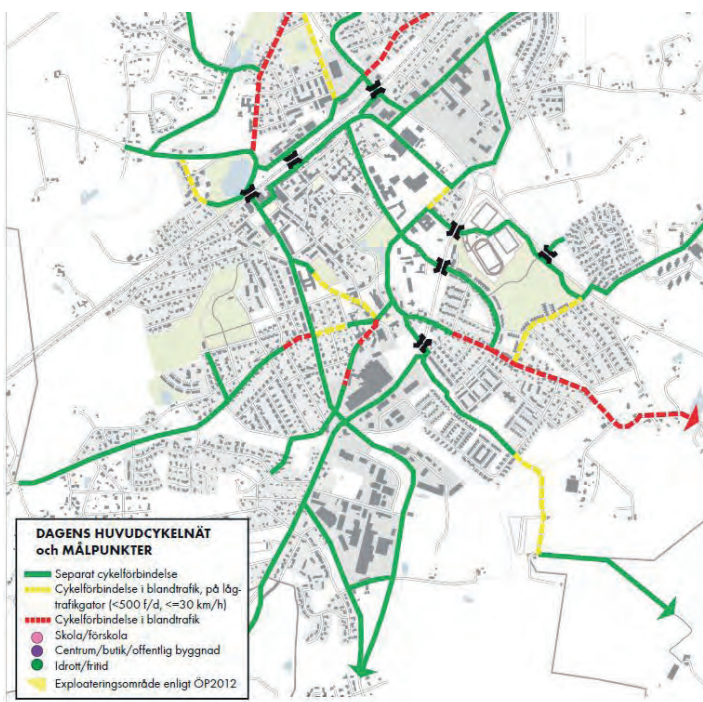 DAGENS HUVUDCYKELNÄT
och MÅLPUNKTER
Separat cykelförbindelse
Cykelförbindelse i blandtrafik, på låg-
trafikgator (<500 f/d, <=30 km/h)
Cykelförbindelse i blandtrafik
Skola/förskola
Centrum/butik/offentlig byggnad
Idrott/fritid
Exploateringsområde enligt ÖP2012